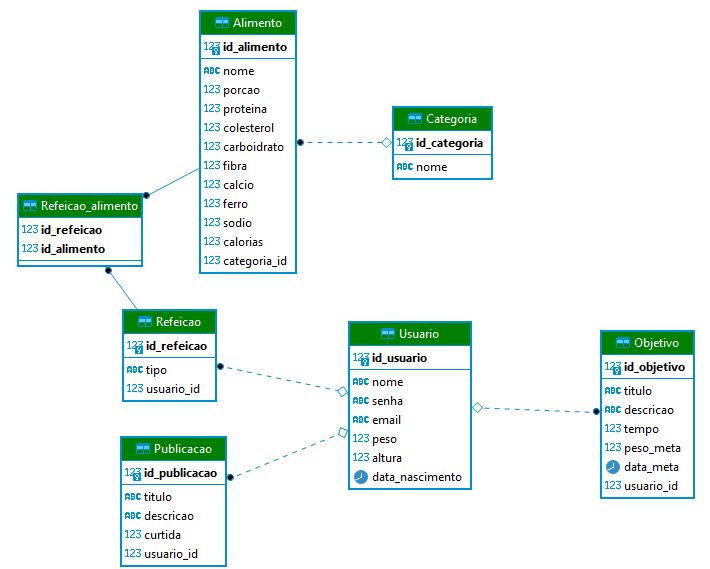 Alimento
123 id_alimento
ABC nome
123 porcao
123 proteina
123 colesterol
123 carboidrato
123 fibra
123 calcio
123 ferro
123 sodio
123 calorias
123 categoria_id
Categoria
123 id_categoria
ABC nome
Refeicao_alimento
123 id_refeicao
123 id_alimento
Refeicao
123 id_refeicao
ABC tipo
123 usuario_id
Usuario
123 id_usuario
ABC nome
ABC senha
ABC email
123 peso
123 altura
data_nascimento
Objetivo
123 id_objetivo
ABC titulo
ABC descricao
123 tempo
123 peso_meta
data_meta
123 usuario_id
Publicacao
123 id_publicacao
ABC titulo
ABC descricao
123 curtida
123 usuario_id